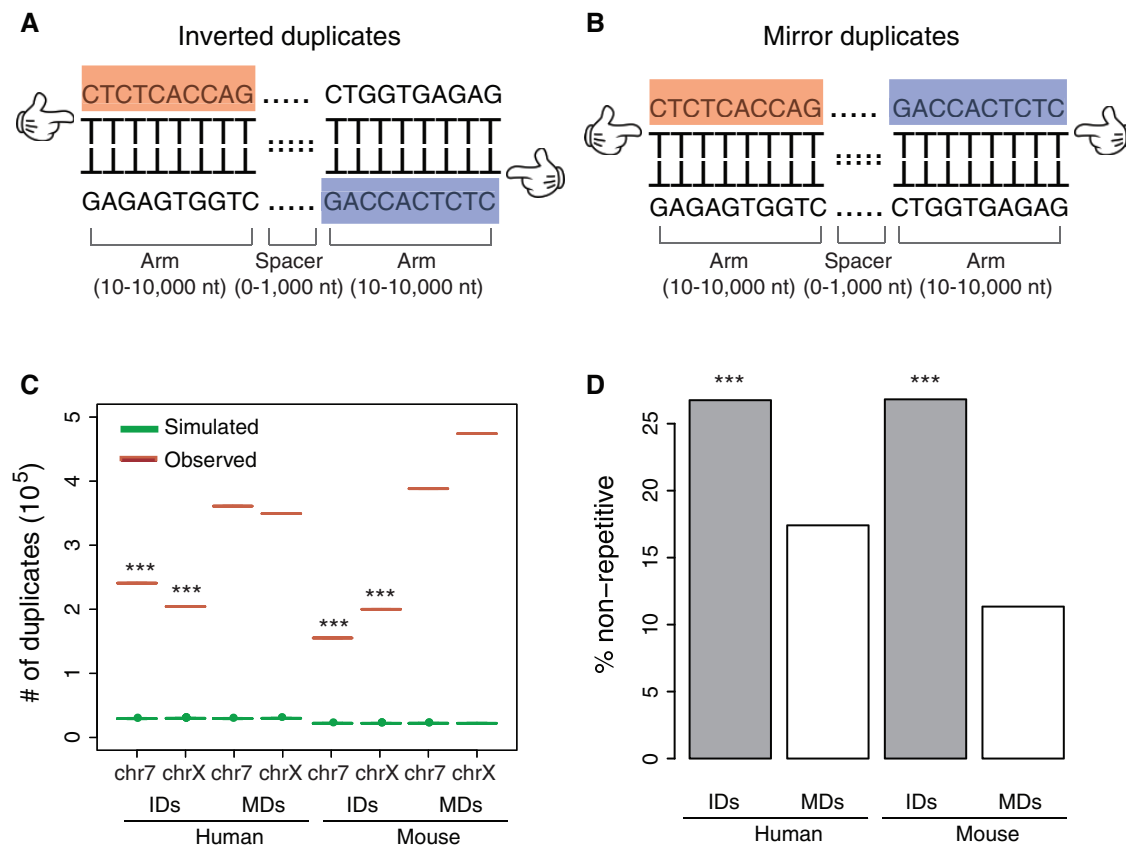 A
Inverted duplicates
CTCTCACCAG ..... CTGGTGAGAG
GAGAGTGGTC ..... GACCACTCTC
Arm Spacer Arm
(10-10,000 nt) (0-1,000 nt) (10-10,000 nt)
B
Mirror duplicates
CTCTCACCAG ..... GACCACTCTC
GAGAGTGGTC ..... CTGGTGAGAG
Arm Spacer Arm
(10-10,000 nt) (0-1,000 nt) (10-10,000 nt)
C
# of duplicates (10^5)
5
4
3
2
1
0
Simulated
Observed
*** *** *** ***
chr7 chrX chr7 chrX chr7 chrX chr7 chrX
IDs MDs IDs MDs
Human Mouse
D
% non−repetitive
25
20
15
10
5
0
*** ***
IDs MDs IDs MDs
Human Mouse